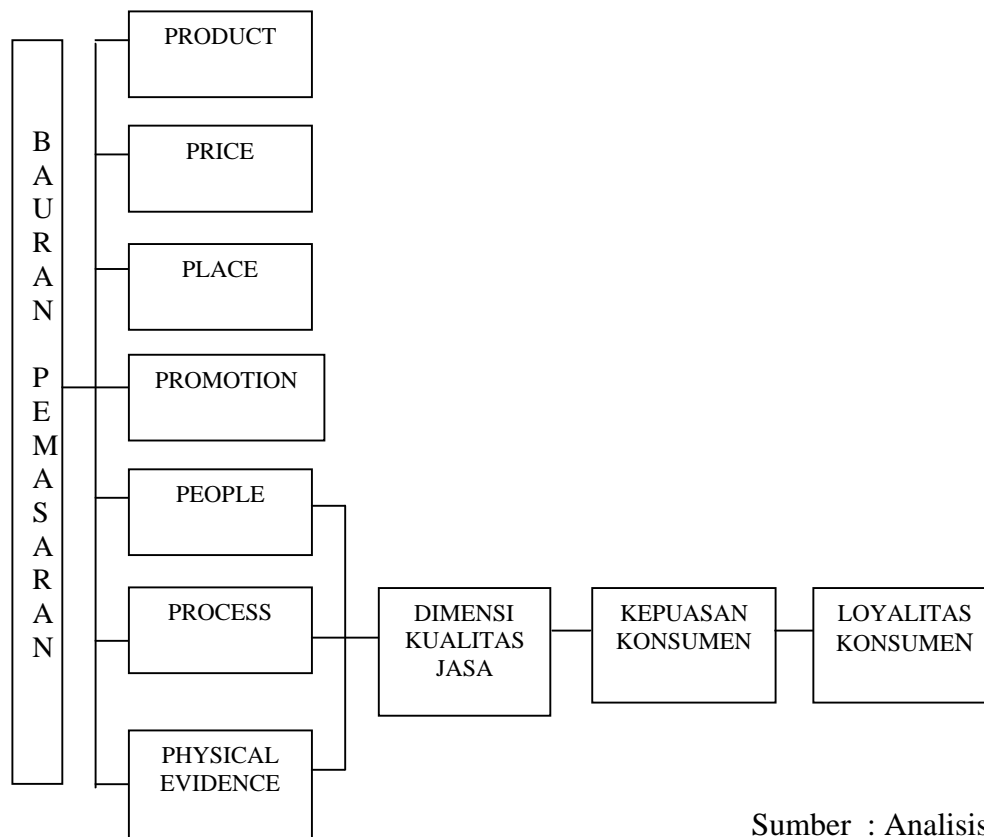 BAURAN PEMASARAN
PRODUCT
PRICE
PLACE
PROMOTION
PEOPLE
PROCESS
PHYSICAL
EVIDENCE
DIMENSI
KUALITAS
JASA
KEPUASAN
KONSUMEN
LOYALITAS
KONSUMEN
Sumber : Analisis